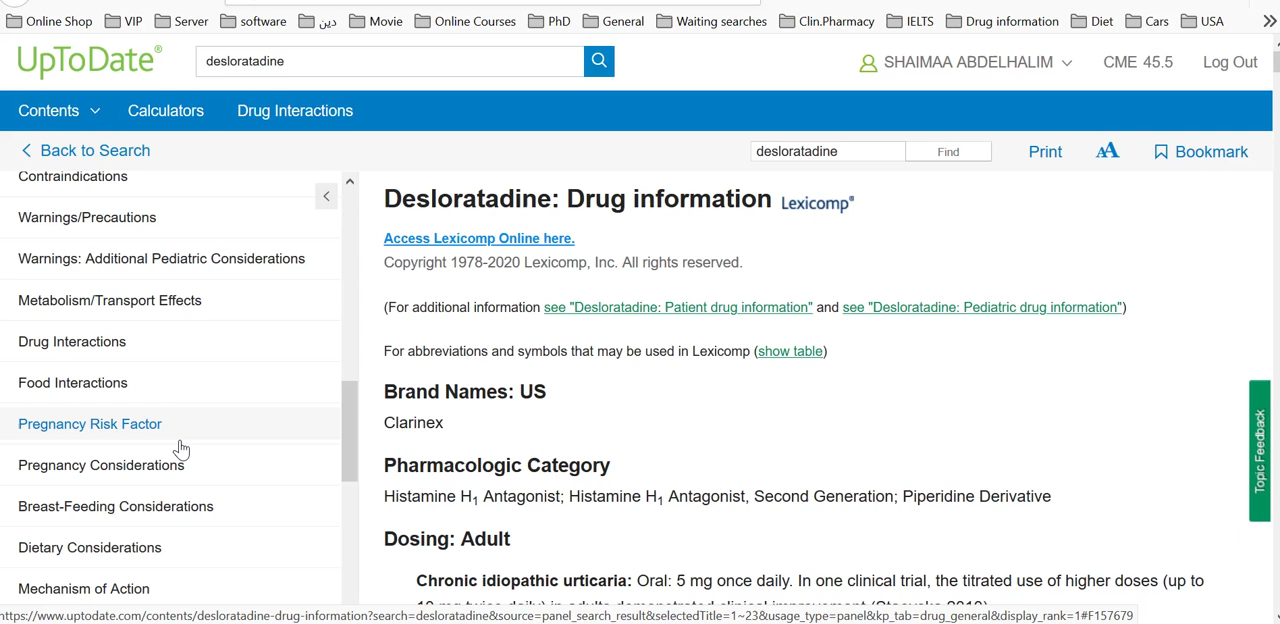 Online Shop VIP Server software دين Movie Online Courses PhD General Waiting searches Clin.Pharmacy IELTS Drug information Diet Cars USA
UpToDate® desloratadine SHAIMAA ABDELHALIM CME 45.5 Log Out
Contents Calculators Drug Interactions
Back to Search desloratadine Find Print AA Bookmark
Contraindications
Warnings/Precautions
Warnings: Additional Pediatric Considerations
Metabolism/Transport Effects
Drug Interactions
Food Interactions
Pregnancy Risk Factor
Pregnancy Considerations
Breast-Feeding Considerations
Dietary Considerations
Mechanism of Action
Desloratadine: Drug information Lexicomp®
Access Lexicomp Online here.
Copyright 1978-2020 Lexicomp, Inc. All rights reserved.
(For additional information see "Desloratadine: Patient drug information" and see "Desloratadine: Pediatric drug information")
For abbreviations and symbols that may be used in Lexicomp (show table)
Brand Names: US
Clarinex
Pharmacologic Category
Histamine H1 Antagonist; Histamine H1 Antagonist, Second Generation; Piperidine Derivative
Dosing: Adult
Chronic idiopathic urticaria: Oral: 5 mg once daily. In one clinical trial, the titrated use of higher doses (up to
Topic Feedback
https://www.uptodate.com/contents/desloratadine-drug-information?search=desloratadine&source=panel_search_result&selectedTitle=1~23&usage_type=panel&kp_tab=drug_general&display_rank=1#F157679